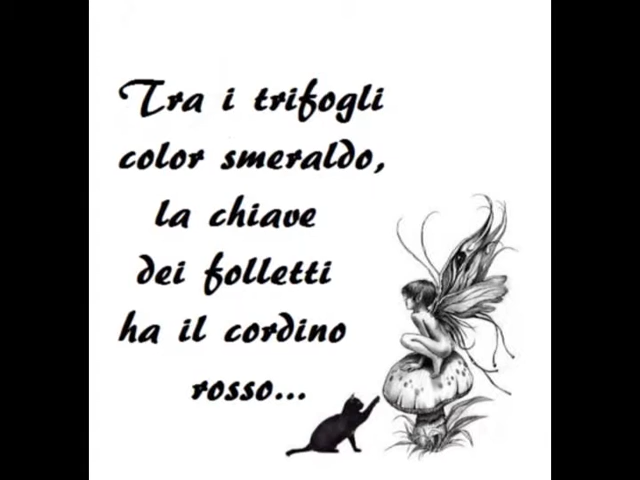 Tra i trifogli
color smeraldo,
la chiave
dei folletti
ha il cordino
rosso...